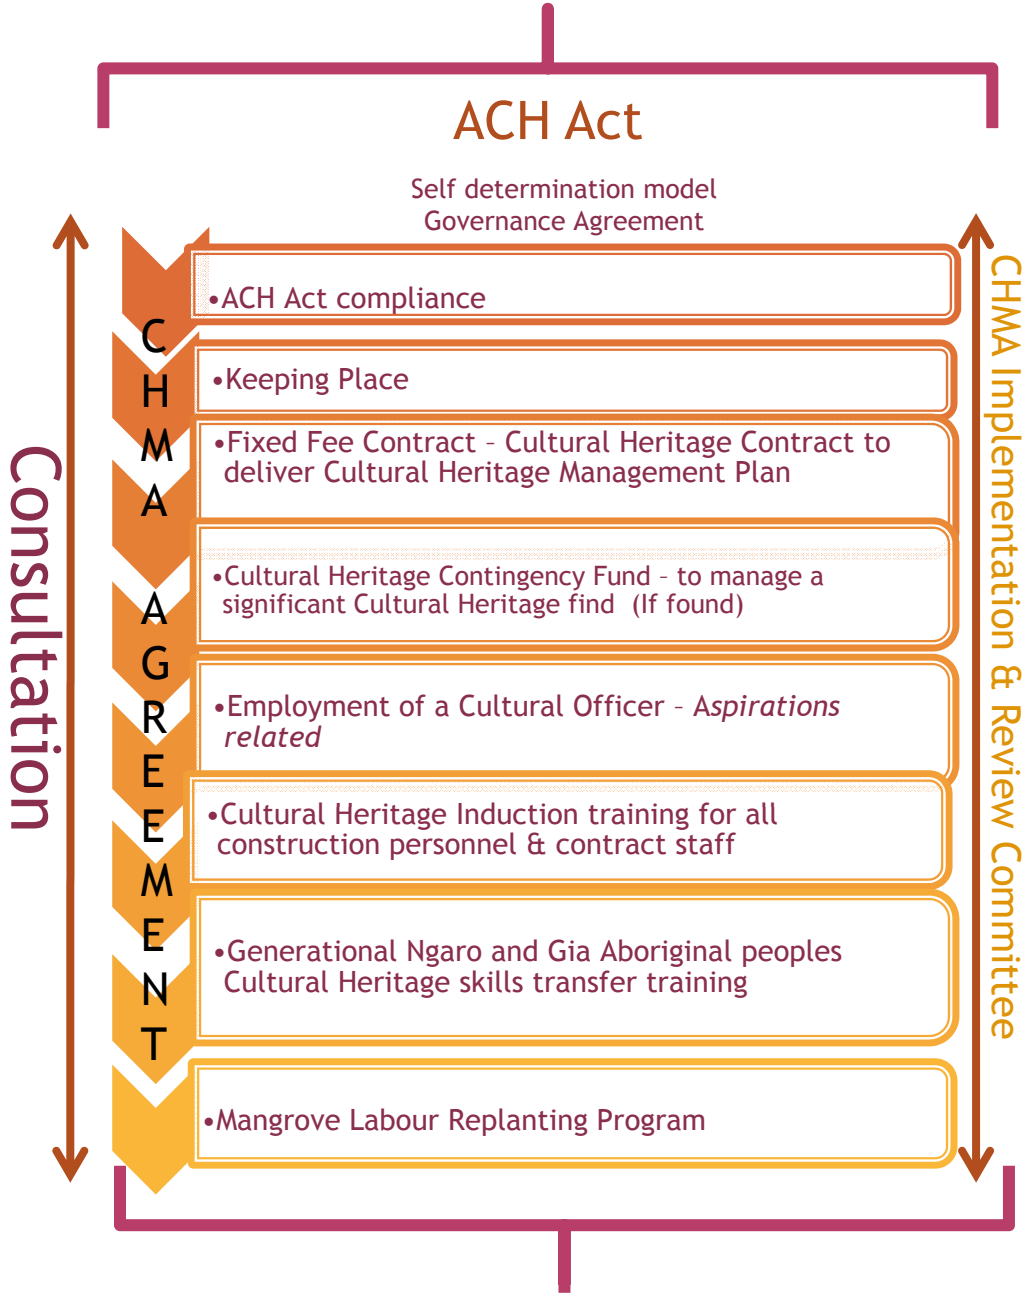 ACH Act
Self determination model
Governance Agreement
Consultation
CHMA AGREEMENT
•ACH Act compliance
•Keeping Place
•Fixed Fee Contract – Cultural Heritage Contract to
deliver Cultural Heritage Management Plan
•Cultural Heritage Contingency Fund – to manage a
significant Cultural Heritage find (If found)
•Employment of a Cultural Officer – Aspirations
related
•Cultural Heritage Induction training for all
construction personnel & contract staff
•Generational Ngaro and Gia Aboriginal peoples
Cultural Heritage skills transfer training
•Mangrove Labour Replanting Program
CHMA Implementation & Review Committee